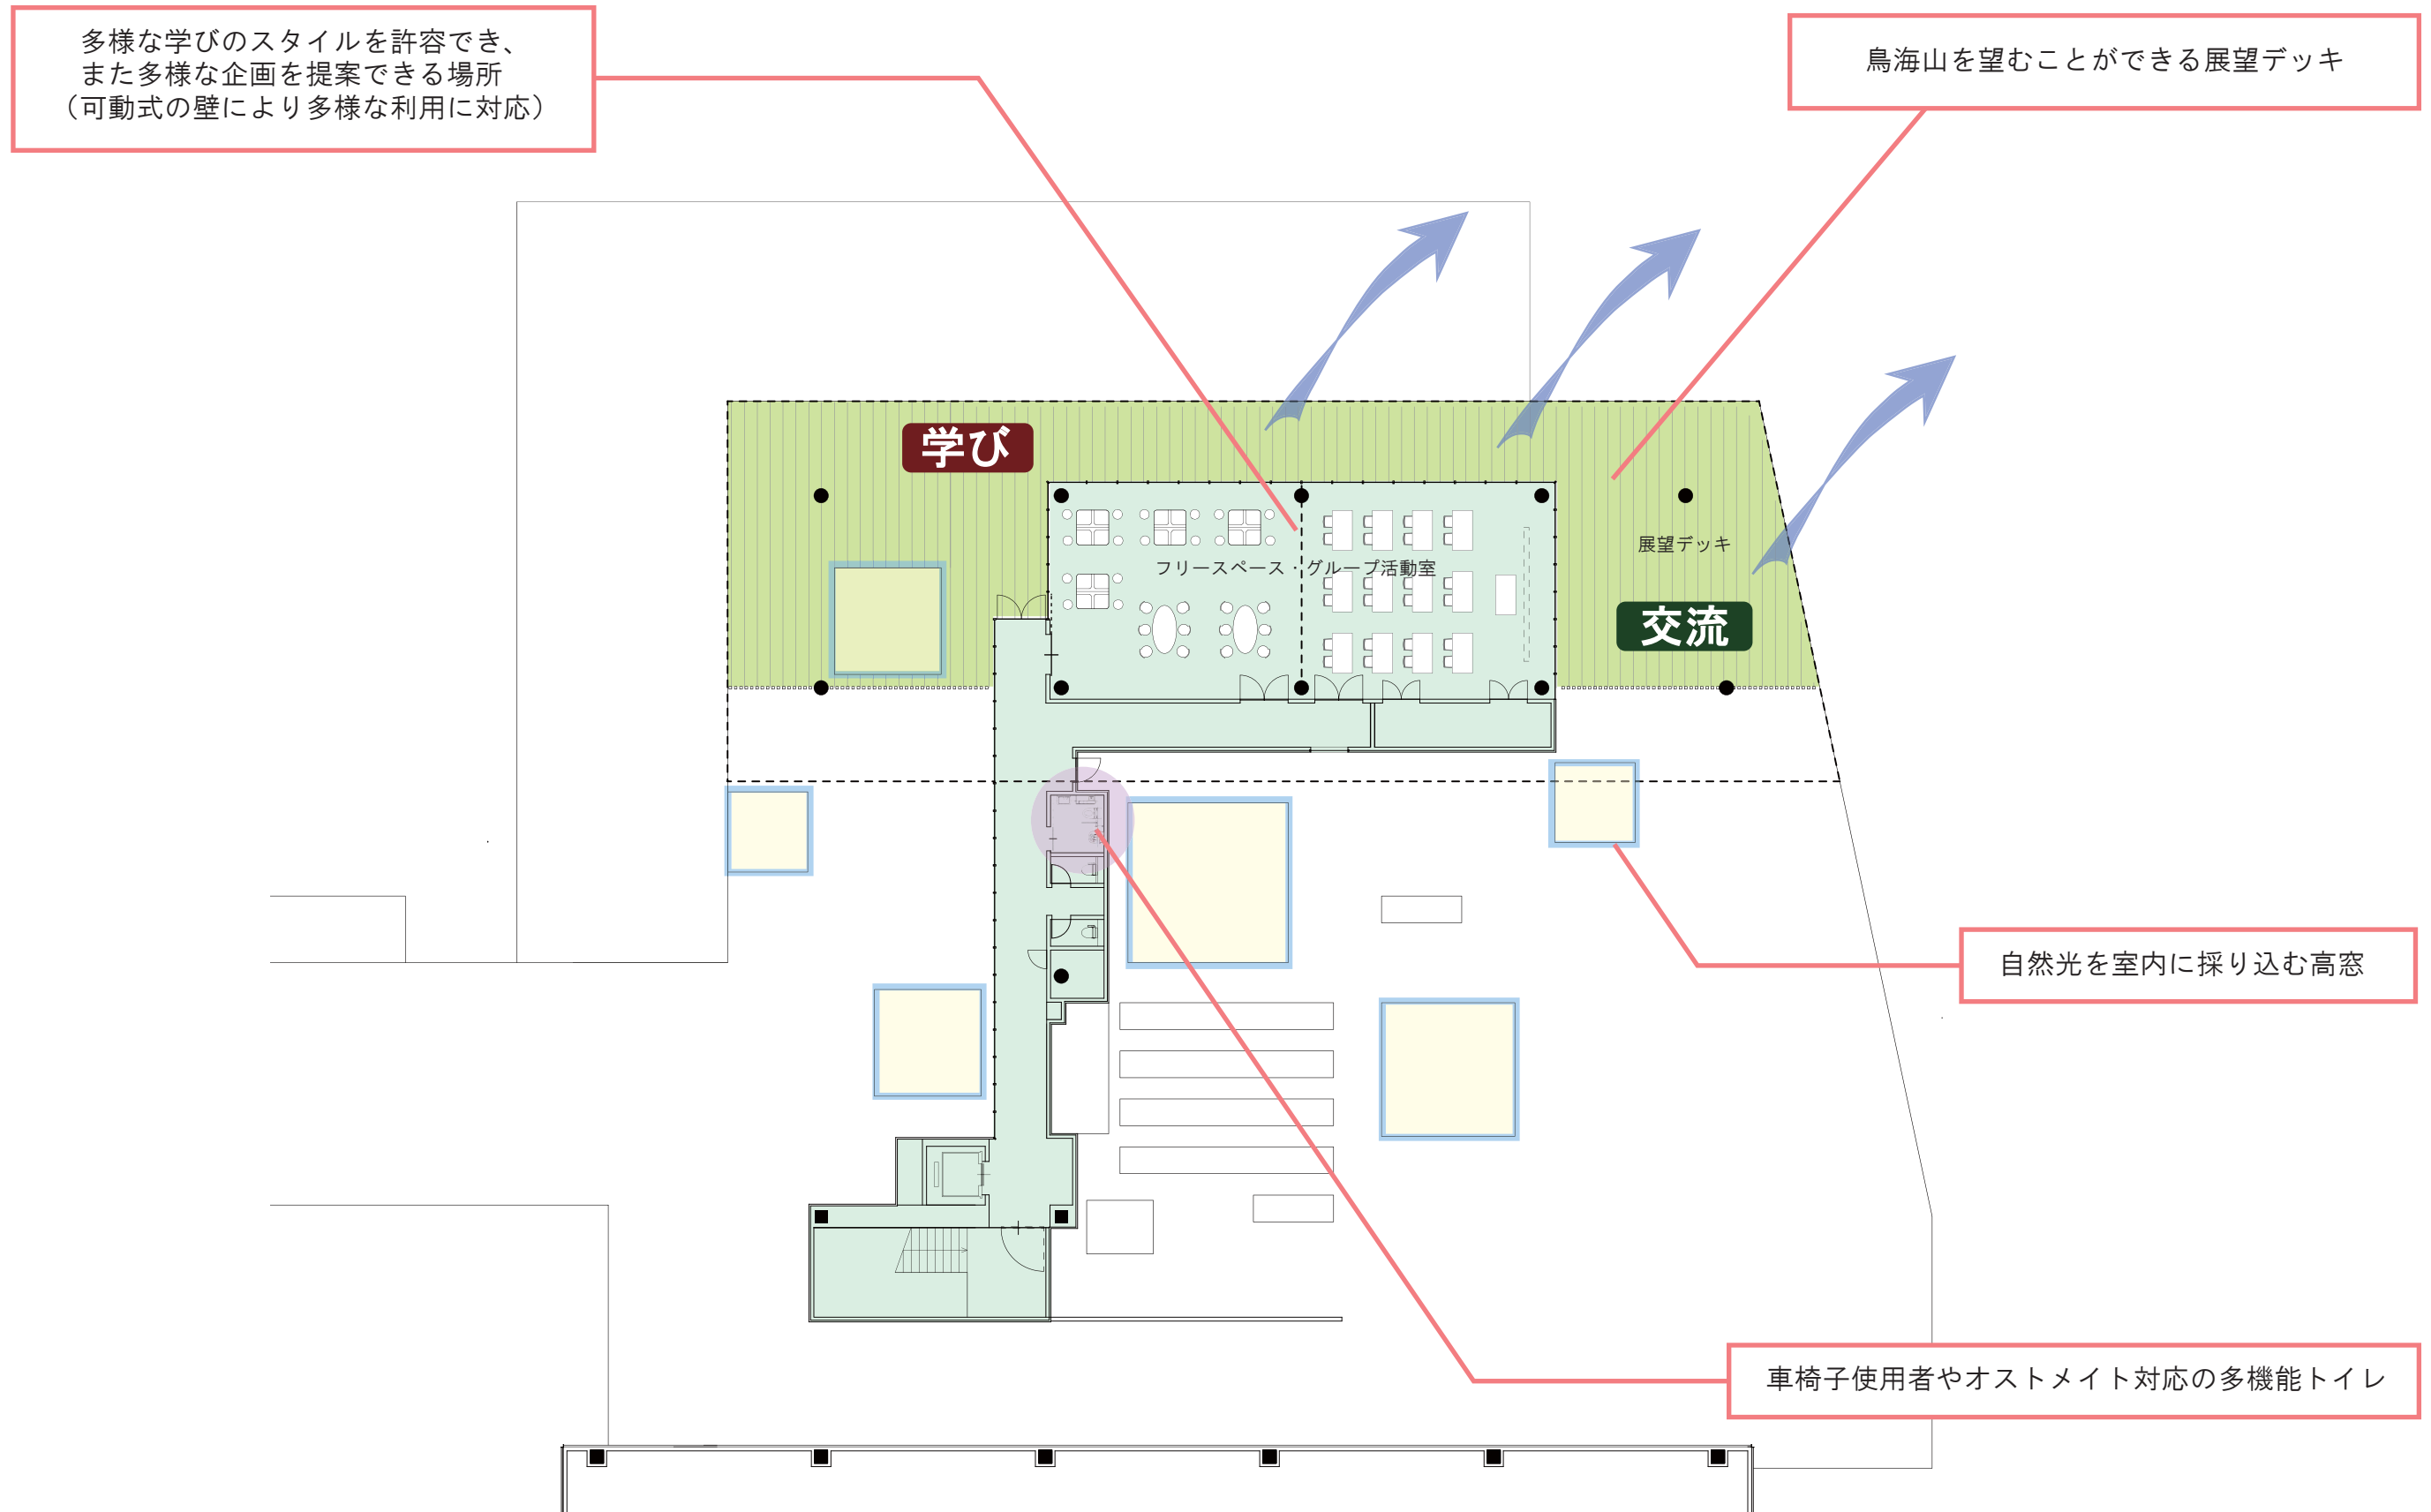 多様な学びのスタイルを許容でき、
また多様な企画を提案できる場所
（可動式の壁により多様な利用に対応）
鳥海山を望むことができる展望デッキ
学び
展望デッキ
フリースペース・グループ活動室
交流
自然光を室内に採り込む高窓
車椅子使用者やオストメイト対応の多機能トイレ